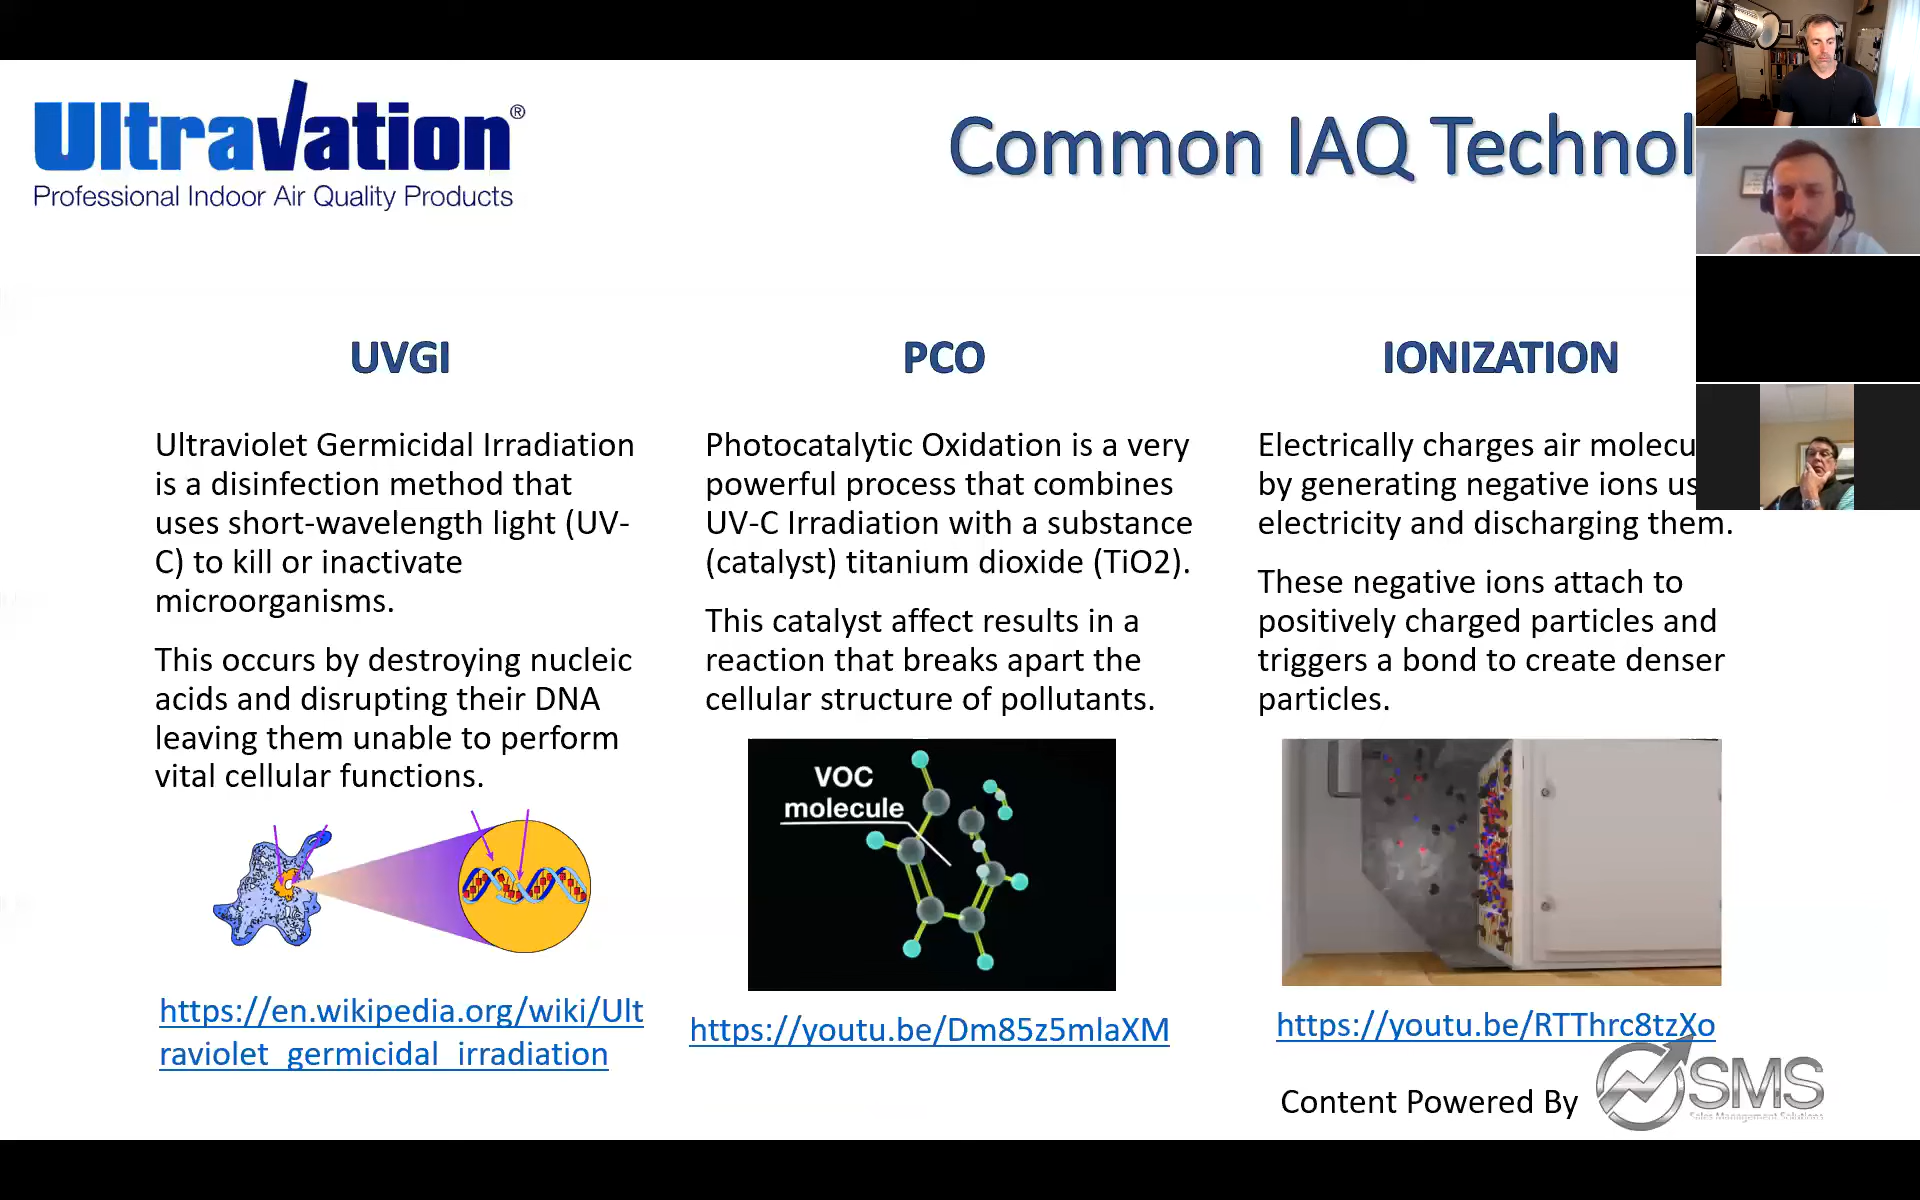 Ultravation®
Professional Indoor Air Quality Products
Common IAQ Technol
UVGI
Ultraviolet Germicidal Irradiation
is a disinfection method that
uses short-wavelength light (UV-
C) to kill or inactivate
microorganisms.
This occurs by destroying nucleic
acids and disrupting their DNA
leaving them unable to perform
vital cellular functions.
https://en.wikipedia.org/wiki/Ult
raviolet_germicidal_irradiation
PCO
Photocatalytic Oxidation is a very
powerful process that combines
UV-C Irradiation with a substance
(catalyst) titanium dioxide (TiO2).
This catalyst affect results in a
reaction that breaks apart the
cellular structure of pollutants.
VOC
molecule
https://youtu.be/Dm85z5mlaXM
IONIZATION
Electrically charges air molecu
by generating negative ions us
electricity and discharging them.
These negative ions attach to
positively charged particles and
triggers a bond to create denser
particles.
https://youtu.be/RTThrc8tzXo
Content Powered By
SMS
Sales Management Solutions